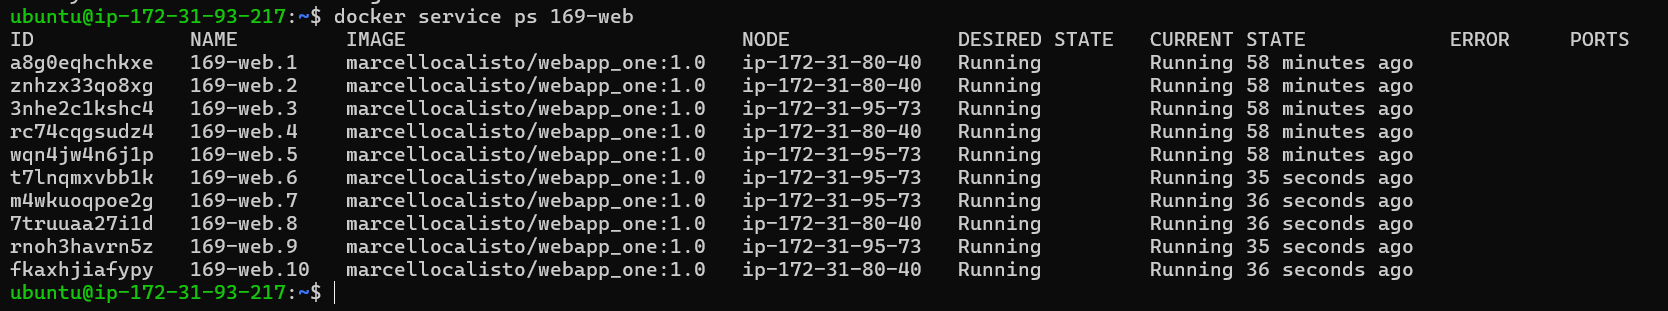 ubuntu@ip-172-31-93-217:~$ docker service ps 169-web
ID NAME IMAGE NODE DESIRED STATE CURRENT STATE ERROR PORTS
a8g0eqhchkxe 169-web.1 marcellocalisto/webapp_one:1.0 ip-172-31-80-40 Running Running 58 minutes ago
znhzx33qo8xg 169-web.2 marcellocalisto/webapp_one:1.0 ip-172-31-80-40 Running Running 58 minutes ago
3nhe2c1kshc4 169-web.3 marcellocalisto/webapp_one:1.0 ip-172-31-95-73 Running Running 58 minutes ago
rc74cqgsudz4 169-web.4 marcellocalisto/webapp_one:1.0 ip-172-31-80-40 Running Running 58 minutes ago
wqn4jw4n6j1p 169-web.5 marcellocalisto/webapp_one:1.0 ip-172-31-95-73 Running Running 58 minutes ago
t7lnqmxvbb1k 169-web.6 marcellocalisto/webapp_one:1.0 ip-172-31-95-73 Running Running 35 seconds ago
m4wkuoqpoe2g 169-web.7 marcellocalisto/webapp_one:1.0 ip-172-31-95-73 Running Running 36 seconds ago
7truuaa27i1d 169-web.8 marcellocalisto/webapp_one:1.0 ip-172-31-80-40 Running Running 36 seconds ago
rnoh3havrn5z 169-web.9 marcellocalisto/webapp_one:1.0 ip-172-31-95-73 Running Running 35 seconds ago
fkaxhjiafypy 169-web.10 marcellocalisto/webapp_one:1.0 ip-172-31-80-40 Running Running 36 seconds ago
ubuntu@ip-172-31-93-217:~$